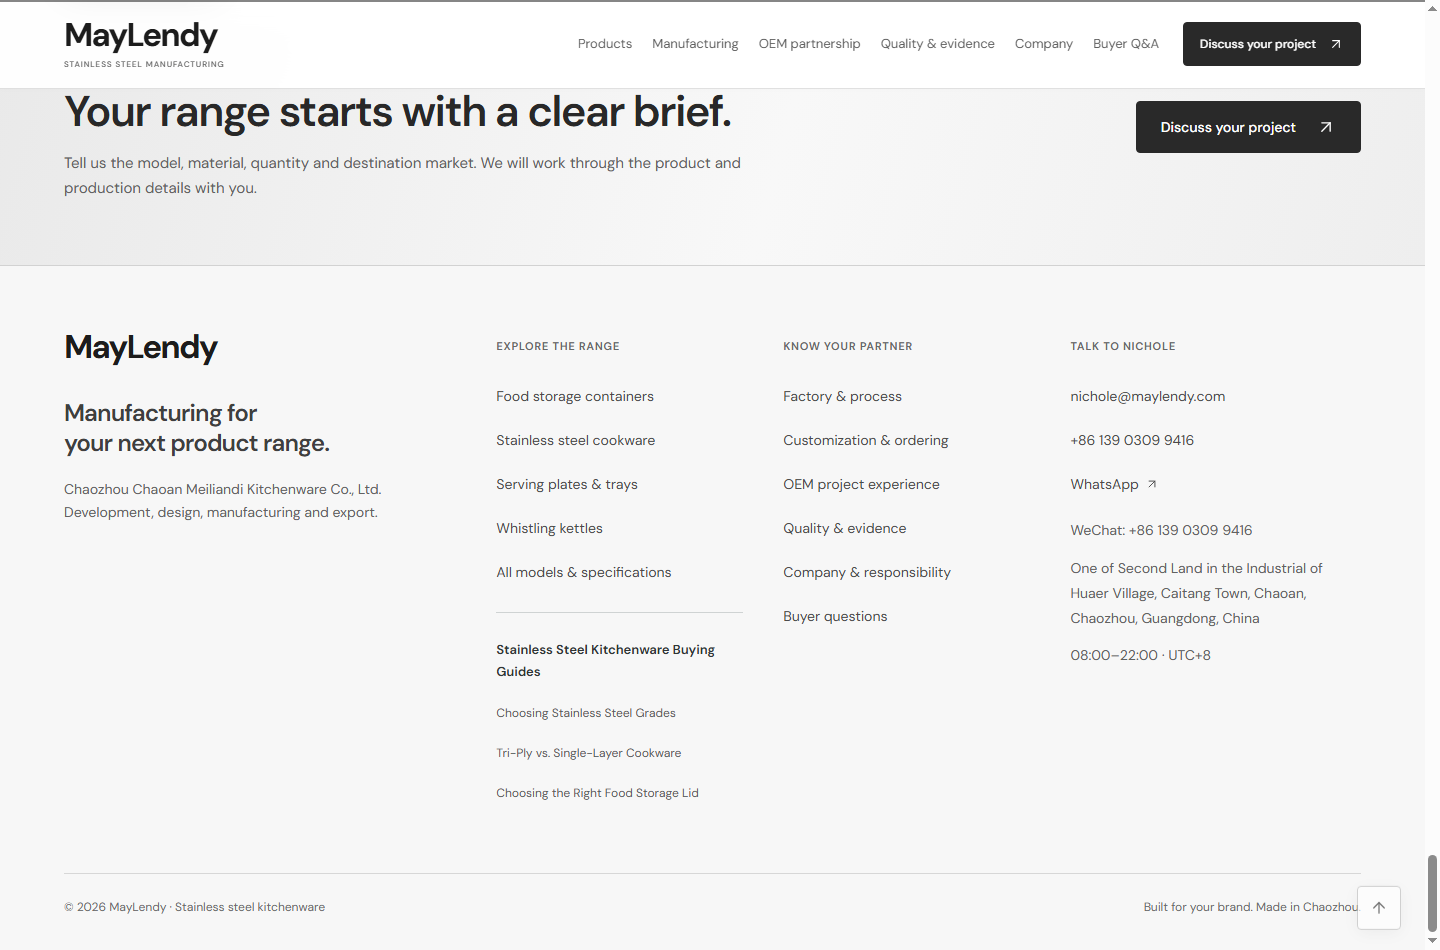 MayLendy
STAINLESS STEEL MANUFACTURING
Products
Manufacturing
OEM partnership
Quality & evidence
Company
Buyer Q&A
Discuss your project
Your range starts with a clear brief.
Tell us the model, material, quantity and destination market. We will work through the product and
production details with you.
Discuss your project
MayLendy
Manufacturing for
your next product range.
Chaozhou Chaoan Meiliandi Kitchenware Co., Ltd.
Development, design, manufacturing and export.
EXPLORE THE RANGE
Food storage containers
Stainless steel cookware
Serving plates & trays
Whistling kettles
All models & specifications
Stainless Steel Kitchenware Buying
Guides
Choosing Stainless Steel Grades
Tri-Ply vs. Single-Layer Cookware
Choosing the Right Food Storage Lid
KNOW YOUR PARTNER
Factory & process
Customization & ordering
OEM project experience
Quality & evidence
Company & responsibility
Buyer questions
TALK TO NICHOLE
nichole@maylendy.com
+86 139 0309 9416
WhatsApp
WeChat: +86 139 0309 9416
One of Second Land in the Industrial of
Huaer Village, Caitang Town, Chaoan,
Chaozhou, Guangdong, China
08:00–22:00 · UTC+8
© 2026 MayLendy · Stainless steel kitchenware
Built for your brand. Made in Chaozhou.